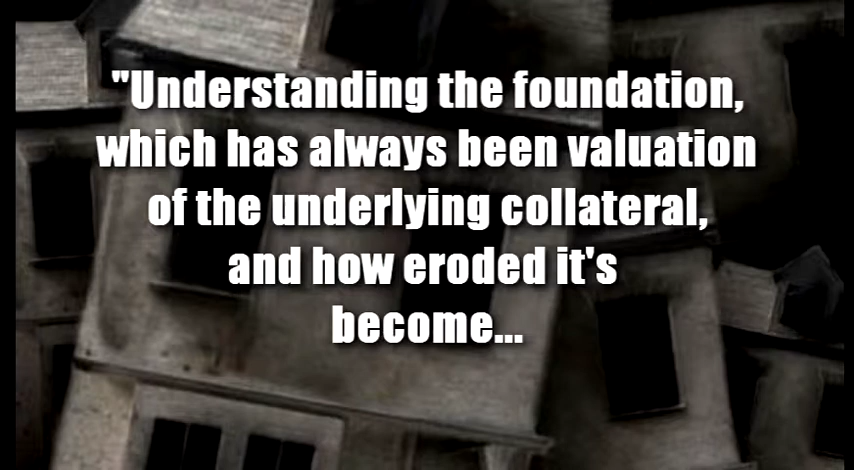 "Understanding the foundation,
which has always been valuation
of the underlying collateral,
and how eroded it's
become...